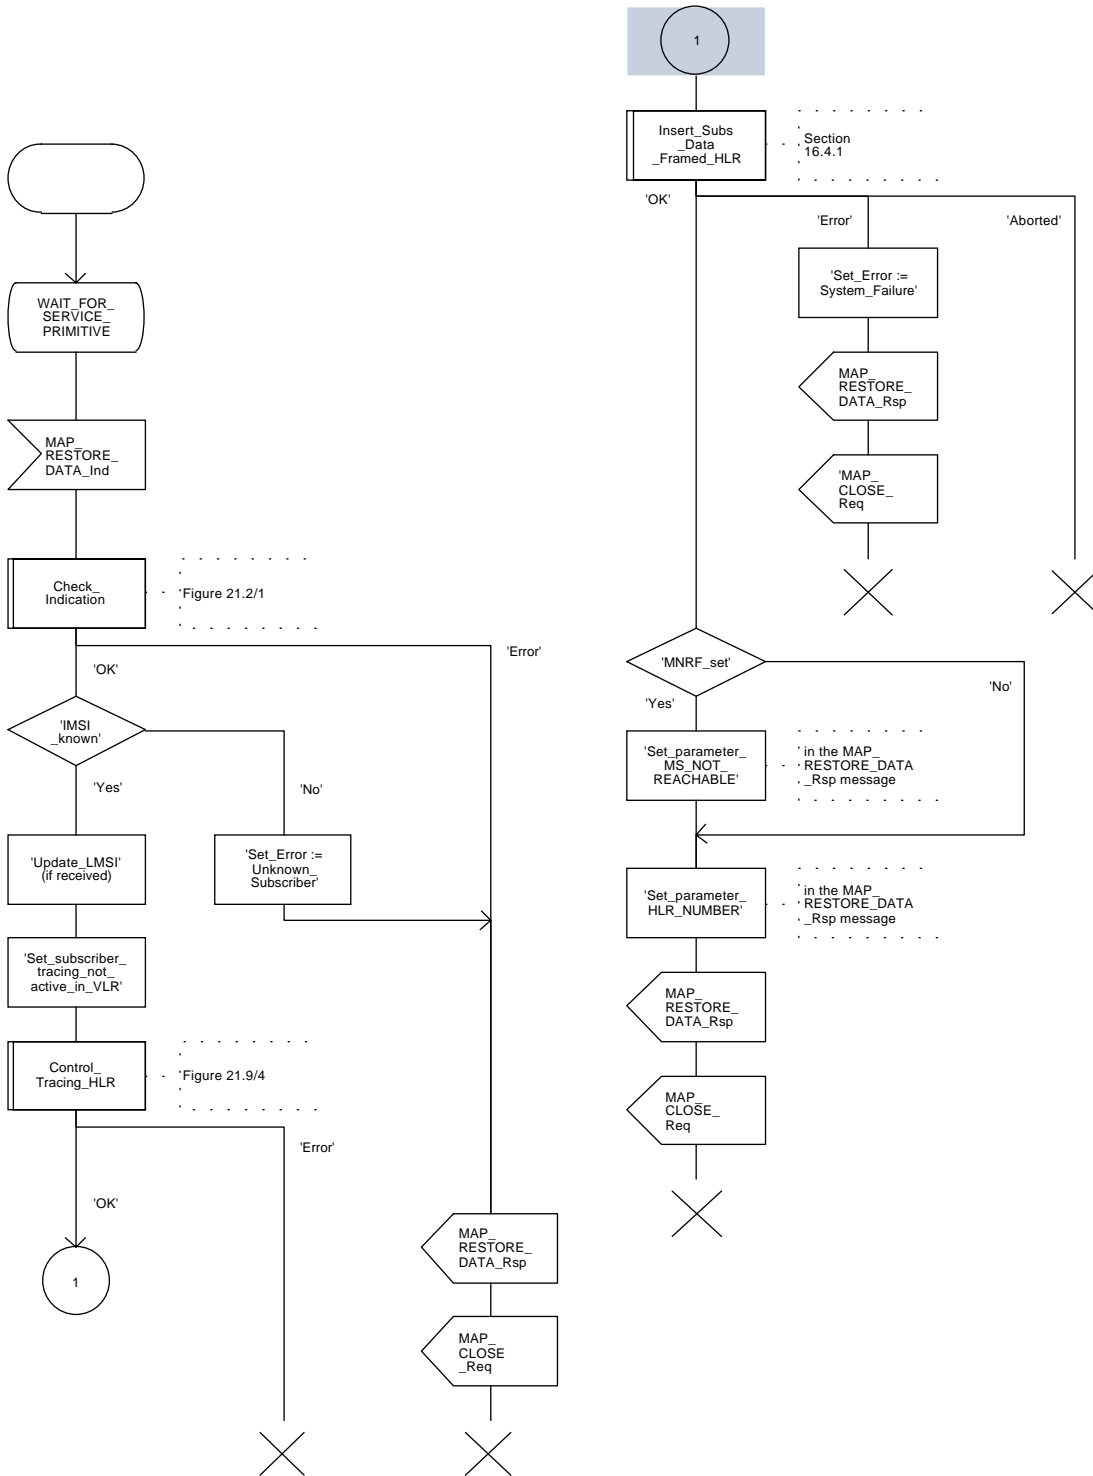 WAIT_FOR_
SERVICE_
PRIMITIVE
MAP_
RESTORE_
DATA_Ind
Check_
Indication
Figure 21.2/1
'Error'
'OK'
'IMSI
_known'
'Yes'
'No'
'Update_LMSI'
(if received)
'Set_Error :=
Unknown_
Subscriber'
'Set_subscriber_
tracing_not_
active_in_VLR'
Control_
Tracing_HLR
Figure 21.9/4
'Error'
'OK'
1
MAP_
RESTORE_
DATA_Rsp
MAP_
CLOSE
_Req
1
Insert_Subs
_Data
_Framed_HLR
Section
16.4.1
'OK'
'Error'
'Aborted'
'Set_Error :=
System_Failure'
MAP_
RESTORE_
DATA_Rsp
'MAP_
CLOSE_
Req
'MNRF_set'
'Yes'
'No'
'Set_parameter_
MS_NOT_
REACHABLE'
in the MAP_
RESTORE_DATA
_Rsp message
'Set_parameter_
HLR_NUMBER'
in the MAP_
RESTORE_DATA
_Rsp message
MAP_
RESTORE_
DATA_Rsp
MAP_
CLOSE_
Req